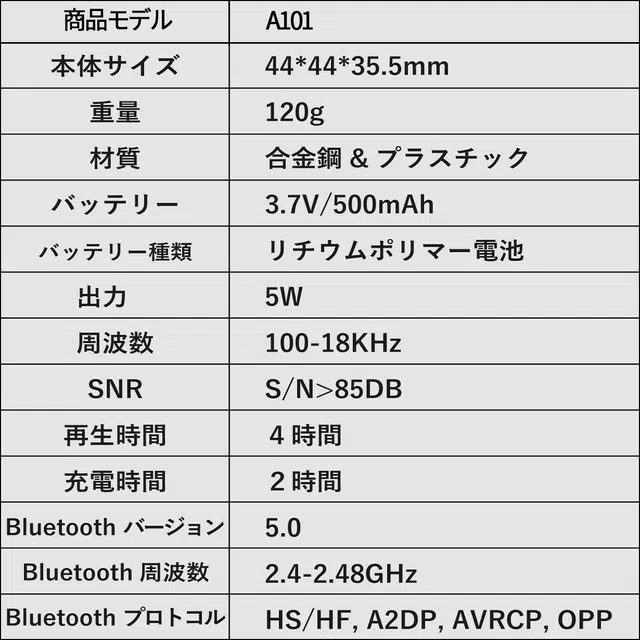 商品モデル A101
本体サイズ 44*44*35.5mm
重量 120g
材質 合金鋼 & プラスチック
バッテリー 3.7V/500mAh
バッテリー種類 リチウムポリマー電池
出力 5W
周波数 100-18KHz
SNR S/N>85DB
再生時間 4時間
充電時間 2時間
Bluetooth バージョン 5.0
Bluetooth 周波数 2.4-2.48GHz
Bluetooth プロトコル HS/HF, A2DP, AVRCP, OPP